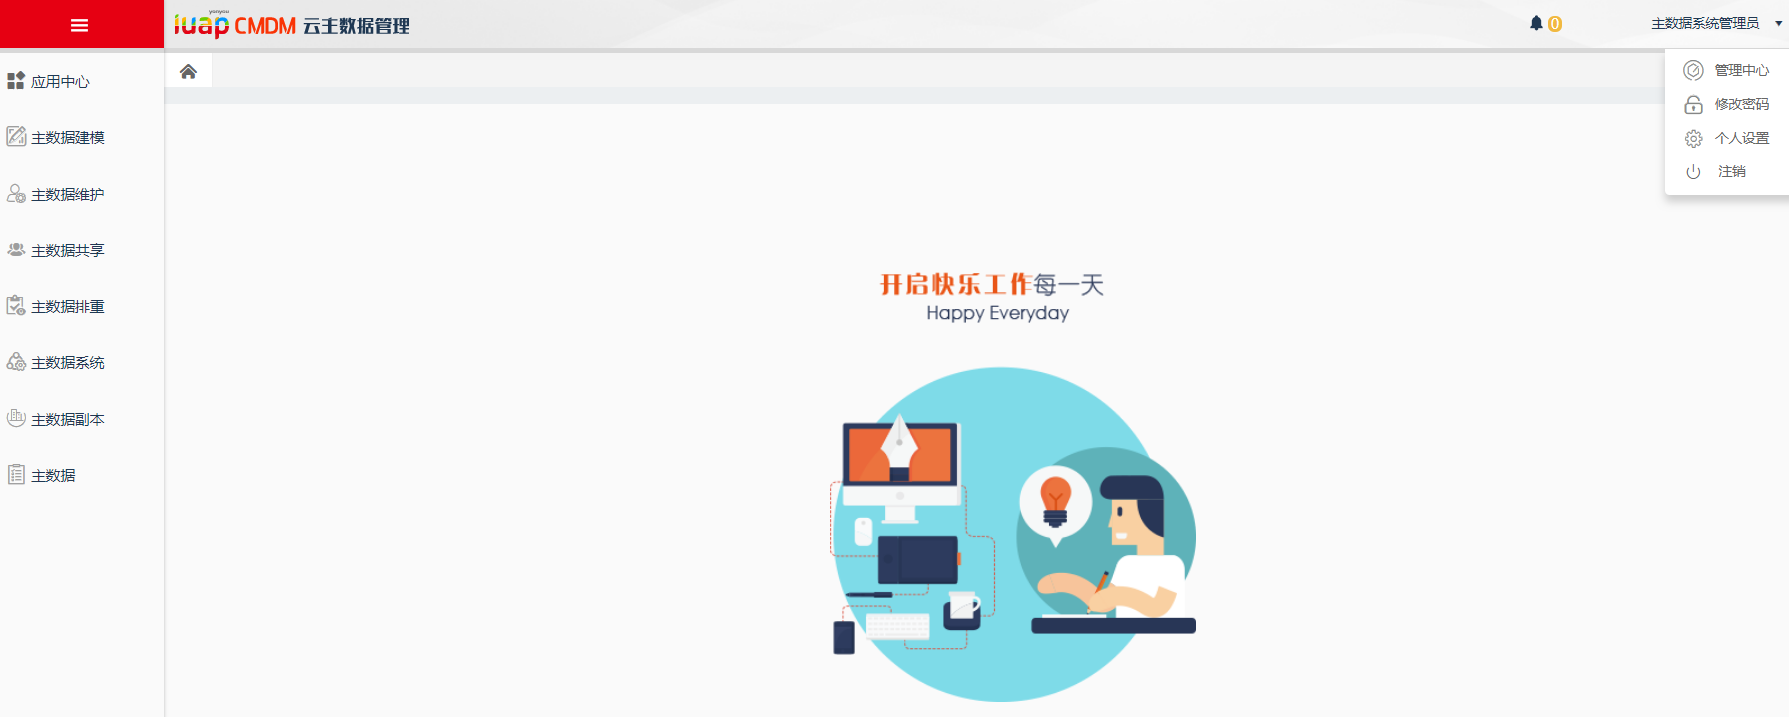 yonyou
iuap CMDM 云主数据管理
0
主数据系统管理员
管理中心
修改密码
个人设置
注销
应用中心
主数据建模
主数据维护
主数据共享
主数据排重
主数据系统
主数据副本
主数据
开启快乐工作每一天
Happy Everyday